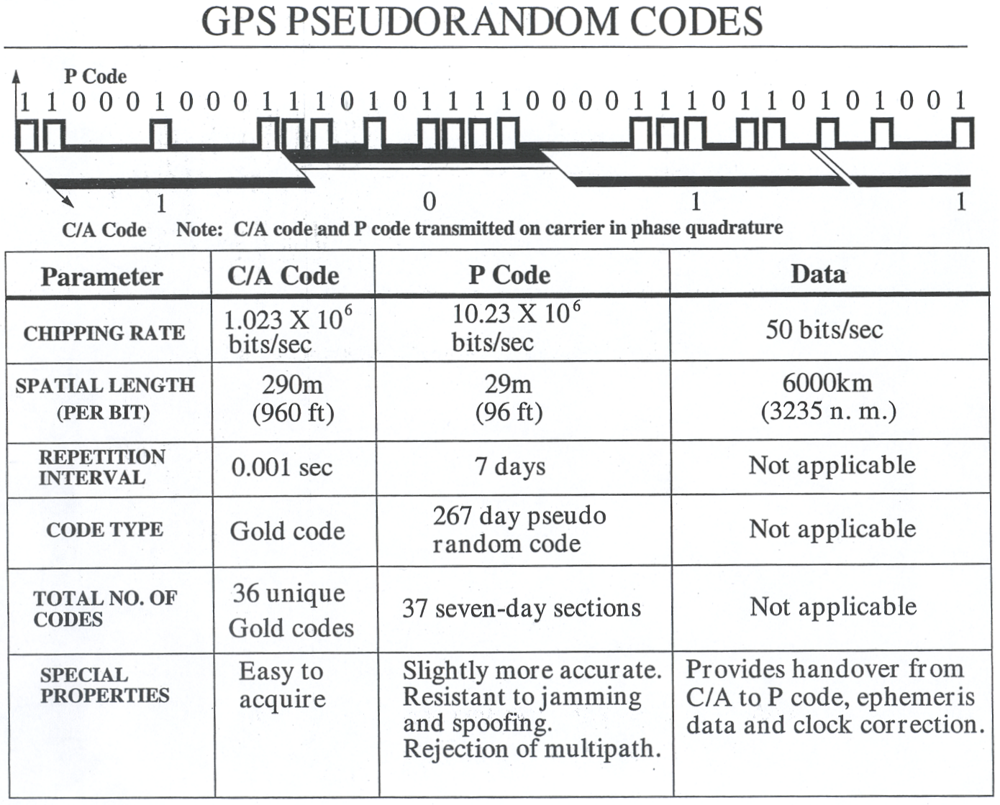 GPS PSEUDORANDOM CODES
P Code
1 1 0 0 0 1 0 0 0 1 1 1 0 1 0 1 1 1 1 0 0 0 0 1 1 1 0 1 1 0 1 0 1 0 0 1
1 0 1 1
C/A Code Note: C/A code and P code transmitted on carrier in phase quadrature
Parameter C/A Code P Code Data
CHIPPING RATE
1.023 X 10⁶
bits/sec
10.23 X 10⁶
bits/sec
50 bits/sec
SPATIAL LENGTH
(PER BIT)
290m
(960 ft)
29m
(96 ft)
6000km
(3235 n. m.)
REPETITION
INTERVAL
0.001 sec
7 days
Not applicable
CODE TYPE
Gold code
267 day pseudo
random code
Not applicable
TOTAL NO. OF
CODES
36 unique
Gold codes
37 seven-day sections
Not applicable
SPECIAL
PROPERTIES
Easy to
acquire
Slightly more accurate.
Resistant to jamming
and spoofing.
Rejection of multipath.
Provides handover from
C/A to P code, ephemeris
data and clock correction.